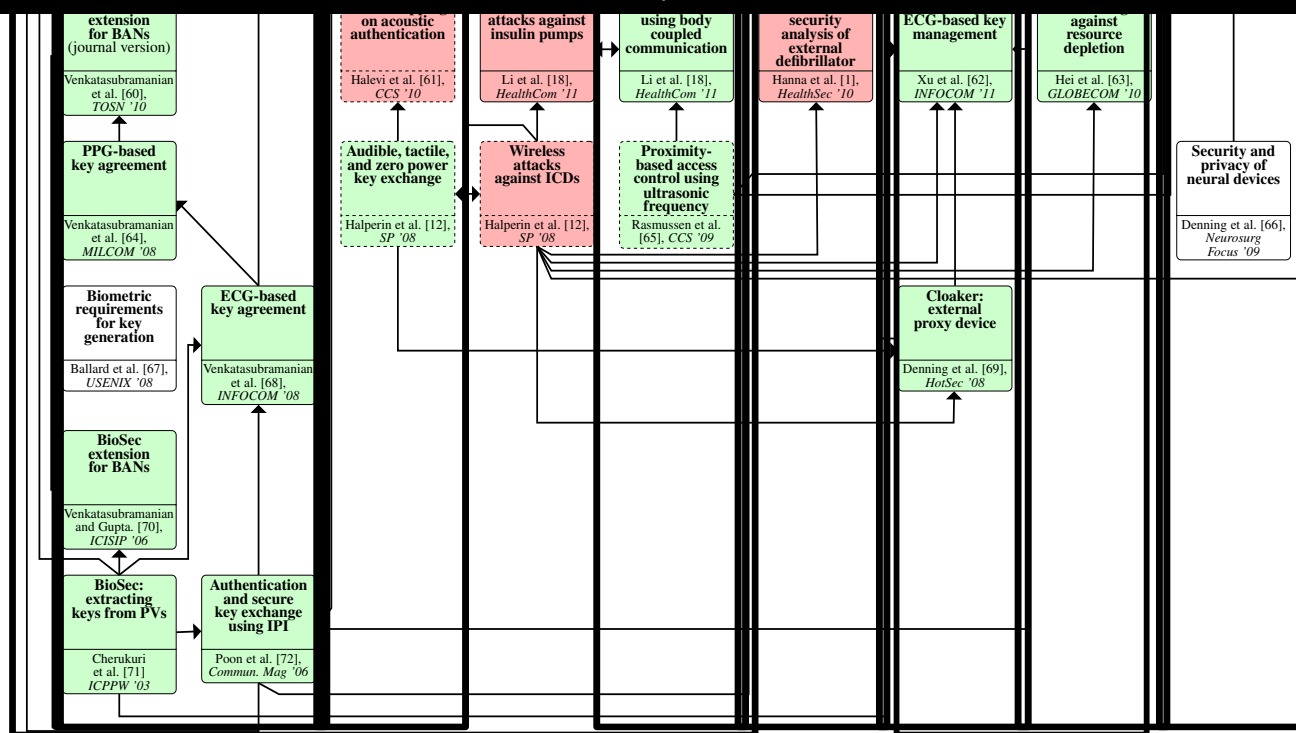 extension
for BANs
(journal version)
Venkatasubramanian
et al. [60],
TOSN '10
on acoustic
authentication
Halevi et al. [61],
CCS '10
attacks against
insulin pumps
Li et al. [18],
HealthCom '11
using body
coupled
communication
Li et al. [18],
HealthCom '11
security
analysis of
external
defibrillator
Hanna et al. [1],
HealthSec '10
ECG-based key
management
Xu et al. [62],
INFOCOM '11
against
resource
depletion
Hei et al. [63],
GLOBECOM '10
PPG-based
key agreement
Venkatasubramanian
et al. [64],
MILCOM '08
Audible, tactile,
and zero power
key exchange
Halperin et al. [12],
SP '08
Wireless
attacks
against ICDs
Halperin et al. [12],
SP '08
Proximity-
based access
control using
ultrasonic
frequency
Rasmussen et al.
[65], CCS '09
Security and
privacy of
neural devices
Denning et al. [66],
Neurosurg
Focus '09
Biometric
requirements
for key
generation
Ballard et al. [67],
USENIX '08
ECG-based
key agreement
Venkatasubramanian
et al. [68],
INFOCOM '08
Cloaker:
external
proxy device
Denning et al. [69],
HotSec '08
BioSec
extension
for BANs
Venkatasubramanian
and Gupta. [70],
ICISIP '06
BioSec:
extracting
keys from PVs
Cherukuri
et al. [71]
ICPPW '03
Authentication
and secure
key exchange
using IPI
Poon et al. [72],
Commun. Mag '06